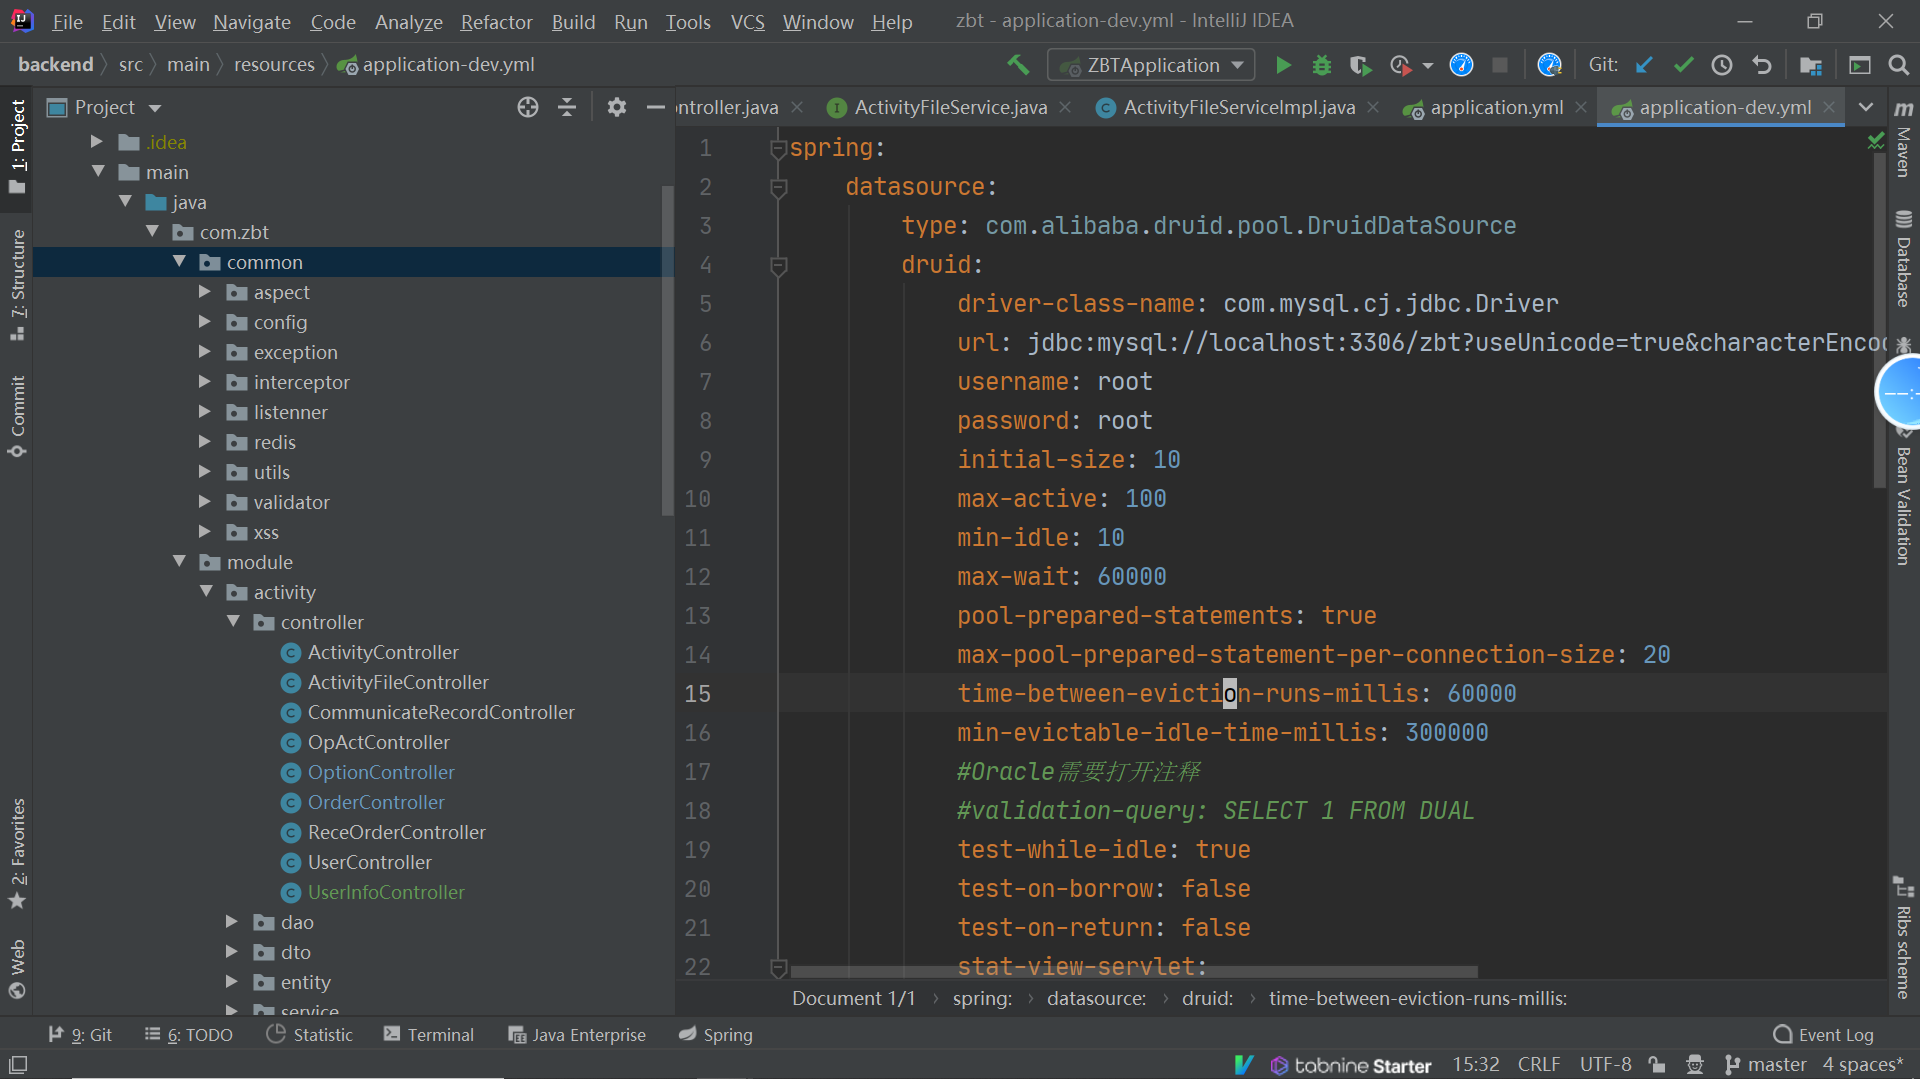 File Edit View Navigate Code Analyze Refactor Build Run Tools VCS Window Help zbt - application-dev.yml - IntelliJ IDEA
backend src main resources application-dev.yml ZBTApplication Git:
Project
ontroller.java ActivityFileService.java ActivityFileServiceImpl.java application.yml application-dev.yml
1: Project
7: Structure
Commit
2: Favorites
Web
.idea
main
java
com.zbt
common
aspect
config
exception
interceptor
listenner
redis
utils
validator
xss
module
activity
controller
ActivityController
ActivityFileController
CommunicateRecordController
OpActController
OptionController
OrderController
ReceOrderController
UserController
UserInfoController
dao
dto
entity
service
1 spring:
2 datasource:
3 type: com.alibaba.druid.pool.DruidDataSource
4 druid:
5 driver-class-name: com.mysql.cj.jdbc.Driver
6 url: jdbc:mysql://localhost:3306/zbt?useUnicode=true&characterEncod
7 username: root
8 password: root
9 initial-size: 10
10 max-active: 100
11 min-idle: 10
12 max-wait: 60000
13 pool-prepared-statements: true
14 max-pool-prepared-statement-per-connection-size: 20
15 time-between-eviction-runs-millis: 60000
16 min-evictable-idle-time-millis: 300000
17 #Oracle需要打开注释
18 #validation-query: SELECT 1 FROM DUAL
19 test-while-idle: true
20 test-on-borrow: false
21 test-on-return: false
22 stat-view-servlet:
Document 1/1 › spring: › datasource: › druid: › time-between-eviction-runs-millis:
m
Maven
Database
--:-
Bean Validation
Ribs scheme
9: Git 6: TODO Statistic Terminal Java Enterprise Spring Event Log
tabnine Starter 15:32 CRLF UTF-8 master 4 spaces*